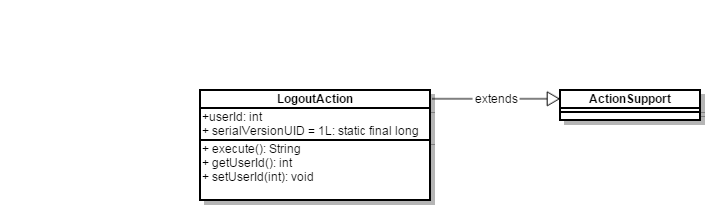 LogoutAction
+userId: int
+ serialVersionUID = 1L: static final long
+ execute(): String
+ getUserId(): int
+ setUserId(int): void
extends
ActionSupport